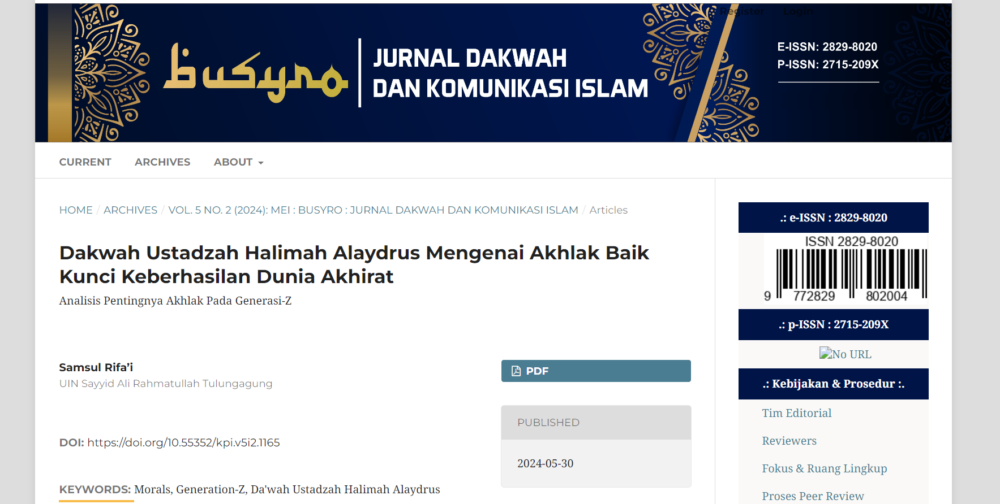 Register Login
busyro
JURNAL DAKWAH
DAN KOMUNIKASI ISLAM
E-ISSN: 2829-8020
P-ISSN: 2715-209X
CURRENT ARCHIVES ABOUT
HOME / ARCHIVES / VOL. 5 NO. 2 (2024): MEI : BUSYRO : JURNAL DAKWAH DAN KOMUNIKASI ISLAM / Articles
Dakwah Ustadzah Halimah Alaydrus Mengenai Akhlak Baik
Kunci Keberhasilan Dunia Akhirat
Analisis Pentingnya Akhlak Pada Generasi-Z
Samsul Rifa’i
UIN Sayyid Ali Rahmatullah Tulungagung
DOI: https://doi.org/10.55352/kpi.v5i2.1165
KEYWORDS: Morals, Generation-Z, Da'wah Ustadzah Halimah Alaydrus
PDF
PUBLISHED
2024-05-30
.: e-ISSN : 2829-8020
ISSN 2829-8020
9 772829 802004
.: p-ISSN : 2715-209X
No URL
.: Kebijakan & Prosedur :.
Tim Editorial
Reviewers
Fokus & Ruang Lingkup
Proses Peer Review